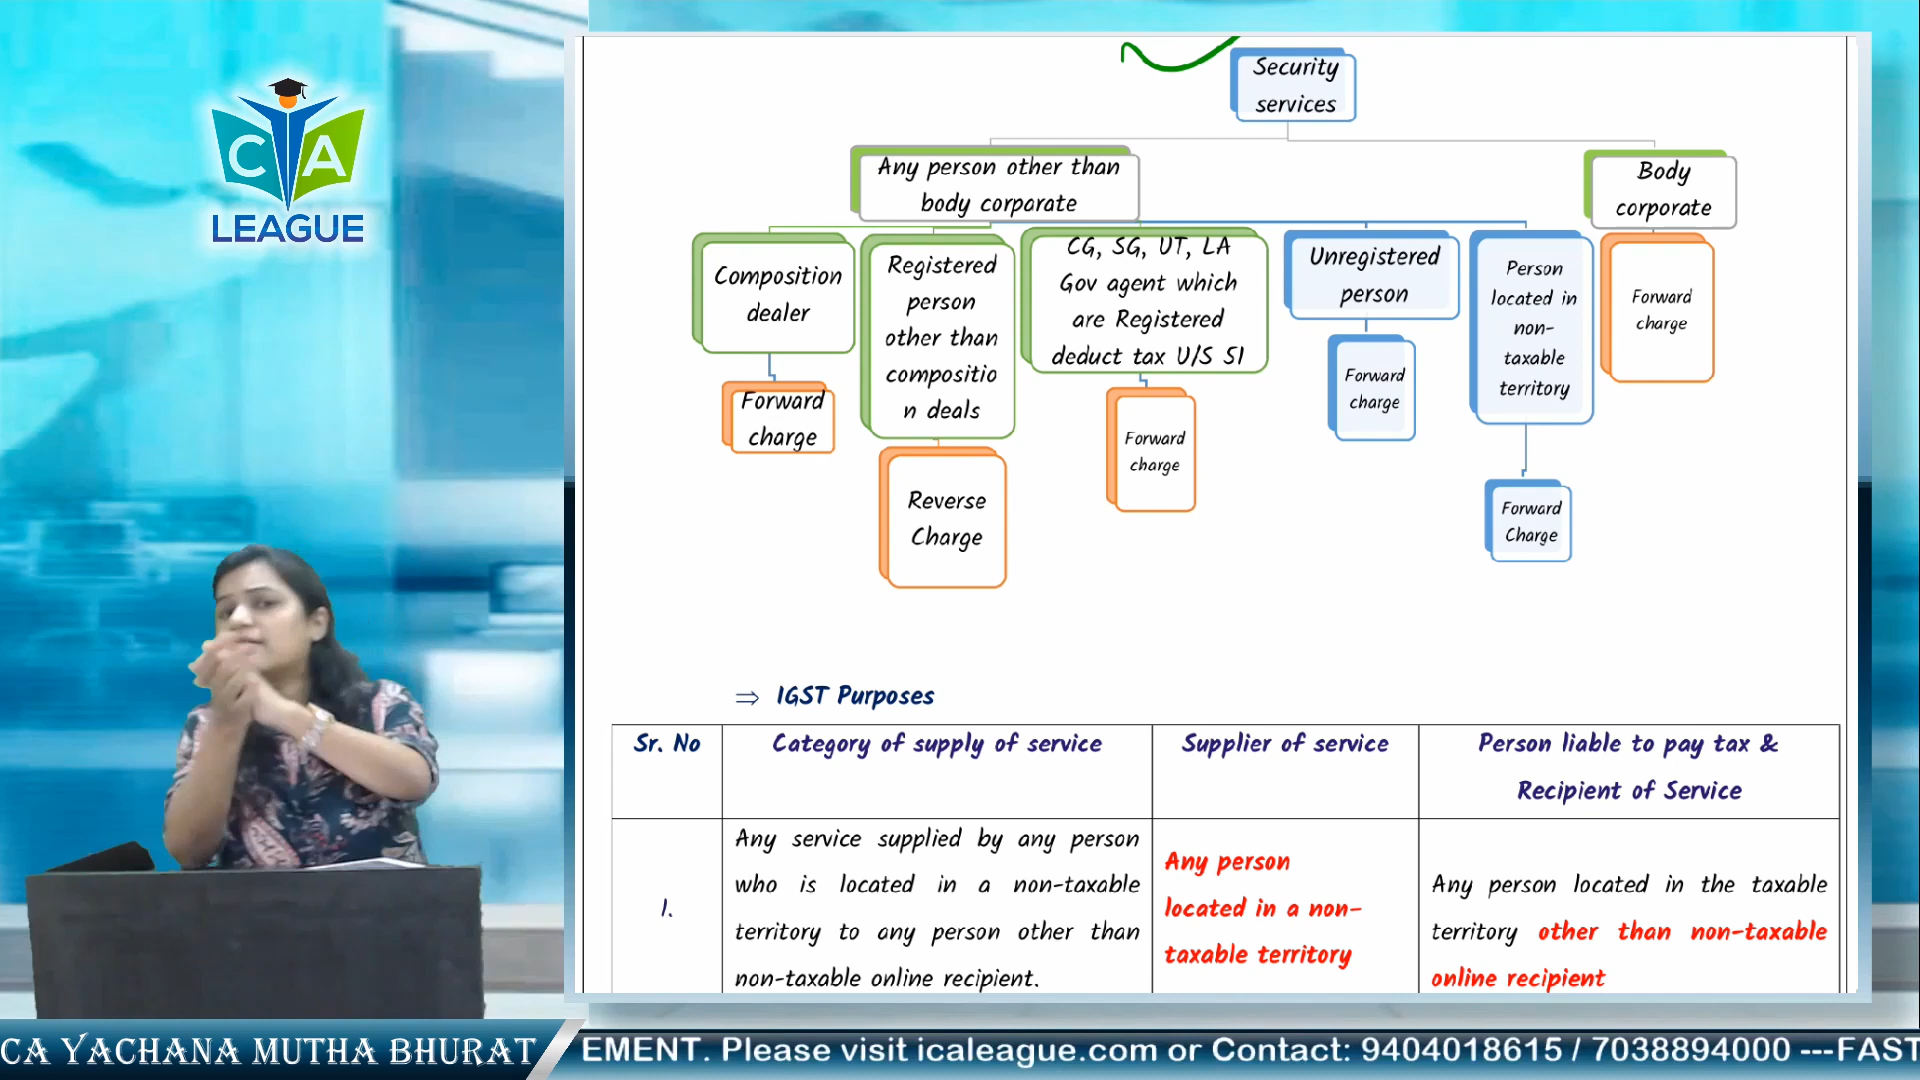 C A
LEAGUE
Security
services
Any person other than
body corparate
Body
corporate
Composition
dealer
Registered
person
other than
compositio
n deals
CG, SG, UT, LA
Gov agent which
are Registered
deduct tax U/S 51
Unregistered
person
Person
located in
non-
taxable
territory
Forward
charge
Forward
charge
Reverse
Charge
Forward
charge
Forward
charge
Forward
Charge
⇒ IGST Purposes
Sr. No
Category of supply of service
Supplier of service
Person liable to pay tax &
Recipient of Service
1.
Any service supplied by any person
who is located in a non-taxable
territory to any person other than
non-taxable online recipient.
Any person
located in a non-
taxable territory
Any person located in the taxable
territory other than non-taxable
online recipient
CA YACHANA MUTHA BHURAT
EMENT. Please visit icaleague.com or Contact: 9404018615 / 7038894000 ---FAST